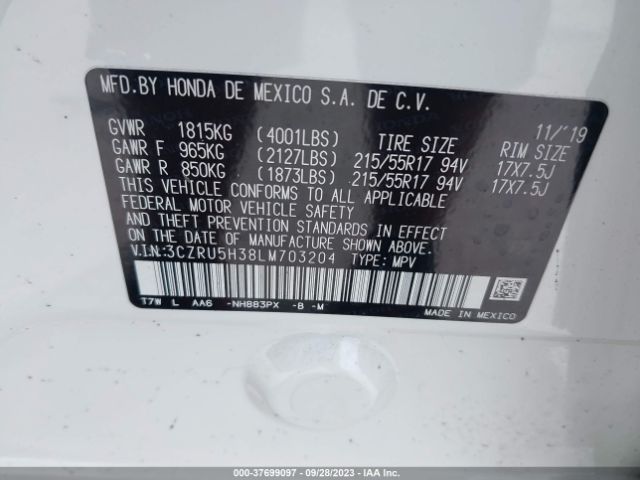 MFD.BY HONDA DE MEXICO S.A. DE C.V.
11/'19
GVWR 1815KG (4001LBS) TIRE SIZE RIM SIZE
GAWR F 965KG (2127LBS) 215/55R17 94V 17X7.5J
GAWR R 850KG (1873LBS) 215/55R17 94V 17X7.5J
THIS VEHICLE CONFORMS TO ALL APPLICABLE
FEDERAL MOTOR VEHICLE SAFETY
AND THEFT PREVENTION STANDARDS IN EFFECT
ON THE DATE OF MANUFACTURE SHOWN ABOVE.
V.I.N.:3CZRU5H38LM703204 TYPE: MPV
T7W L AA6 -NH883PX -B -M
MADE IN MEXICO
000-37699097 - 09/28/2023 - IAA Inc.